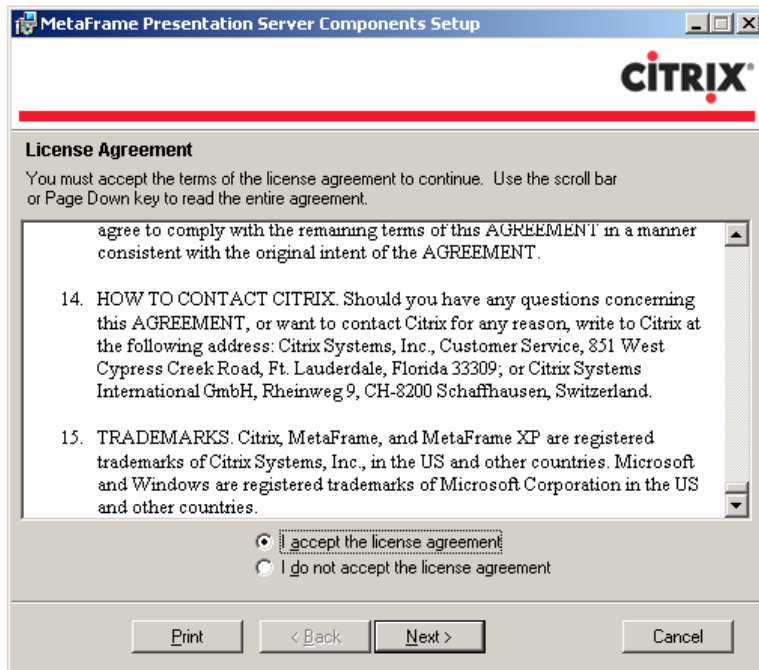 MetaFrame Presentation Server Components Setup
CITRIX
License Agreement
You must accept the terms of the license agreement to continue. Use the scroll bar
or Page Down key to read the entire agreement.
agree to comply with the remaining terms of this AGREEMENT in a manner
consistent with the original intent of the AGREEMENT.
14. HOW TO CONTACT CITRIX. Should you have any questions concerning
this AGREEMENT, or want to contact Citrix for any reason, write to Citrix at
the following address: Citrix Systems, Inc., Customer Service, 851 West
Cypress Creek Road, Ft. Lauderdale, Florida 33309; or Citrix Systems
International GmbH, Rheinweg 9, CH-8200 Schaffhausen, Switzerland.
15. TRADEMARKS. Citrix, MetaFrame, and MetaFrame XP are registered
trademarks of Citrix Systems, Inc., in the US and other countries. Microsoft
and Windows are registered trademarks of Microsoft Corporation in the US
and other countries.
I accept the license agreement
I do not accept the license agreement
Print < Back Next > Cancel